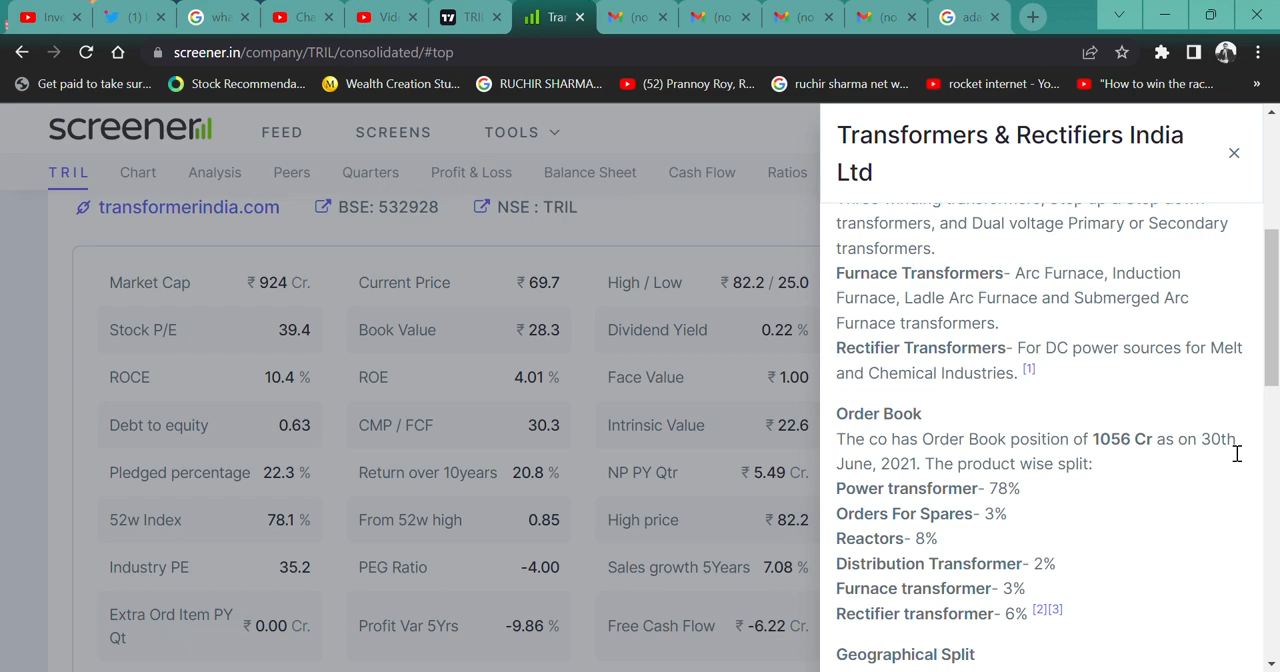 Inve
(1)
wha
Cha
Vid
TRIL
Trar
(no
(no
(no
(no
ada
screener.in/company/TRIL/consolidated/#top
Get paid to take sur...
Stock Recommenda...
Wealth Creation Stu...
RUCHIR SHARMA...
(52) Prannoy Roy, R...
ruchir sharma net w...
rocket internet - Yo...
"How to win the rac...
»
screener
FEED
SCREENS
TOOLS
TRIL
Chart
Analysis
Peers
Quarters
Profit & Loss
Balance Sheet
Cash Flow
Ratios
transformerindia.com
BSE: 532928
NSE : TRIL
Market Cap ₹ 924 Cr.
Current Price ₹ 69.7
High / Low ₹ 82.2 / 25.0
Stock P/E 39.4
Book Value ₹ 28.3
Dividend Yield 0.22 %
ROCE 10.4 %
ROE 4.01 %
Face Value ₹ 1.00
Debt to equity 0.63
CMP / FCF 30.3
Intrinsic Value ₹ 22.6
Pledged percentage 22.3 %
Return over 10years 20.8 %
NP PY Qtr ₹ 5.49 Cr.
52w Index 78.1 %
From 52w high 0.85
High price ₹ 82.2
Industry PE 35.2
PEG Ratio -4.00
Sales growth 5Years 7.08 %
Extra Ord Item PY
Qt
₹ 0.00 Cr.
Profit Var 5Yrs -9.86 %
Free Cash Flow ₹ -6.22 Cr.
Transformers & Rectifiers India
Ltd
transformers, and Dual voltage Primary or Secondary
transformers.
Furnace Transformers- Arc Furnace, Induction
Furnace, Ladle Arc Furnace and Submerged Arc
Furnace transformers.
Rectifier Transformers- For DC power sources for Melt
and Chemical Industries. [1]
Order Book
The co has Order Book position of 1056 Cr as on 30th
June, 2021. The product wise split:
Power transformer- 78%
Orders For Spares- 3%
Reactors- 8%
Distribution Transformer- 2%
Furnace transformer- 3%
Rectifier transformer- 6% [2][3]
Geographical Split